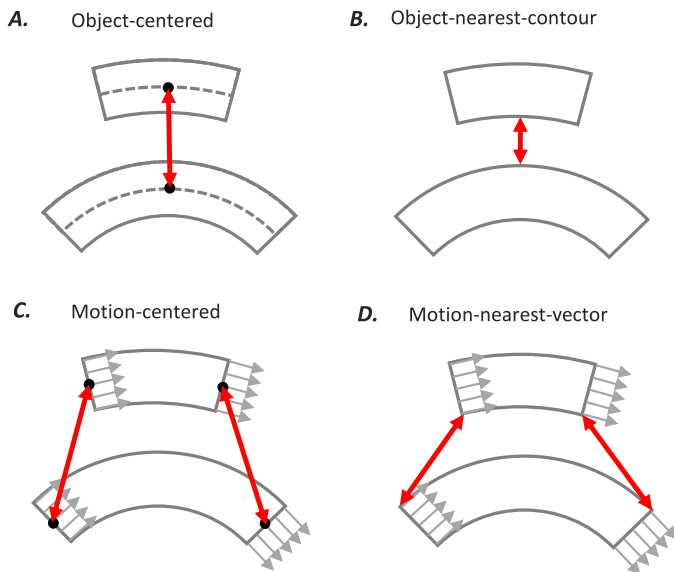 A. Object-centered
B. Object-nearest-contour
C. Motion-centered
D. Motion-nearest-vector